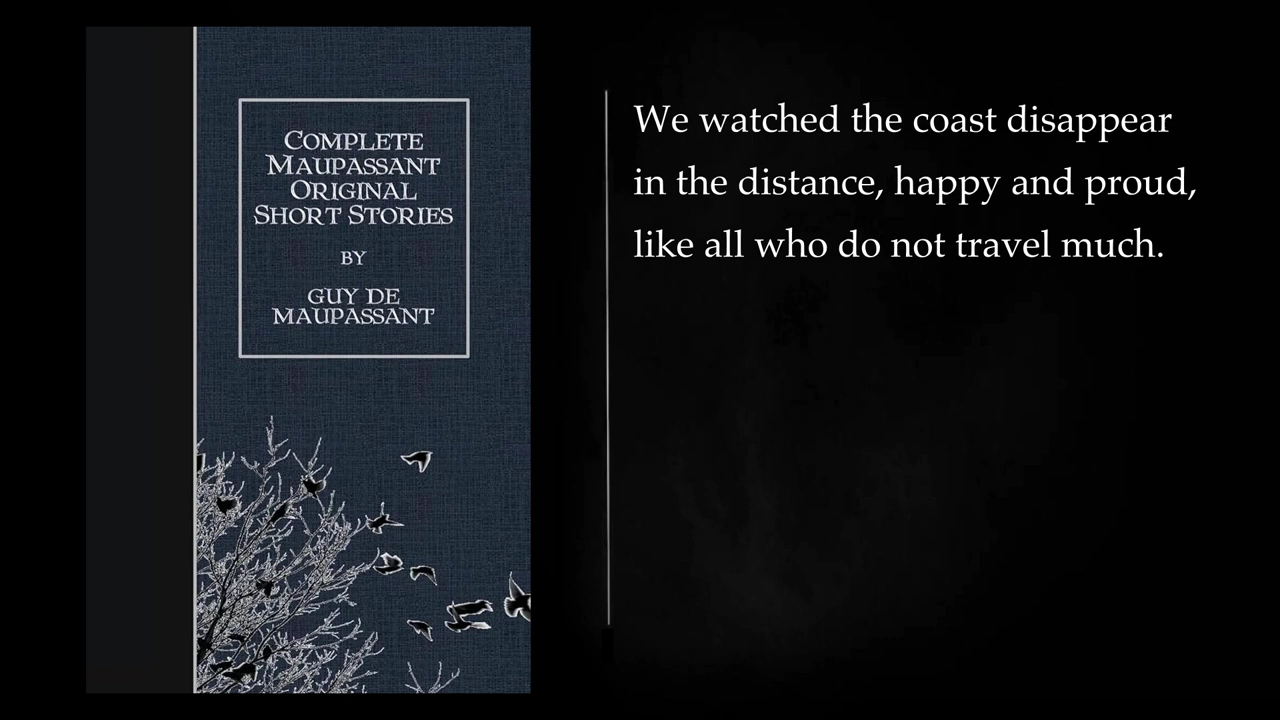 COMPLETE
MAUPASSANT
ORIGINAL
SHORT STORIES
BY
GUY DE
MAUPASSANT
We watched the coast disappear
in the distance, happy and proud,
like all who do not travel much.